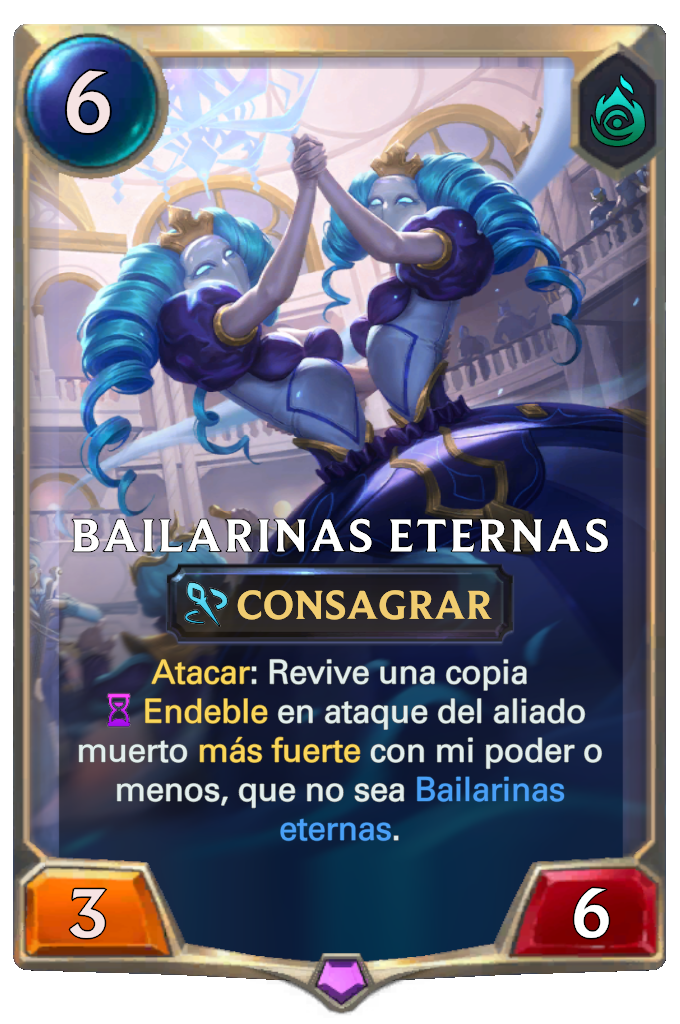 6
BAILARINAS ETERNAS
CONSAGRAR
Atacar: Revive una copia
Endeble en ataque del aliado
muerto más fuerte con mi poder o
menos, que no sea Bailarinas
eternas.
3
6